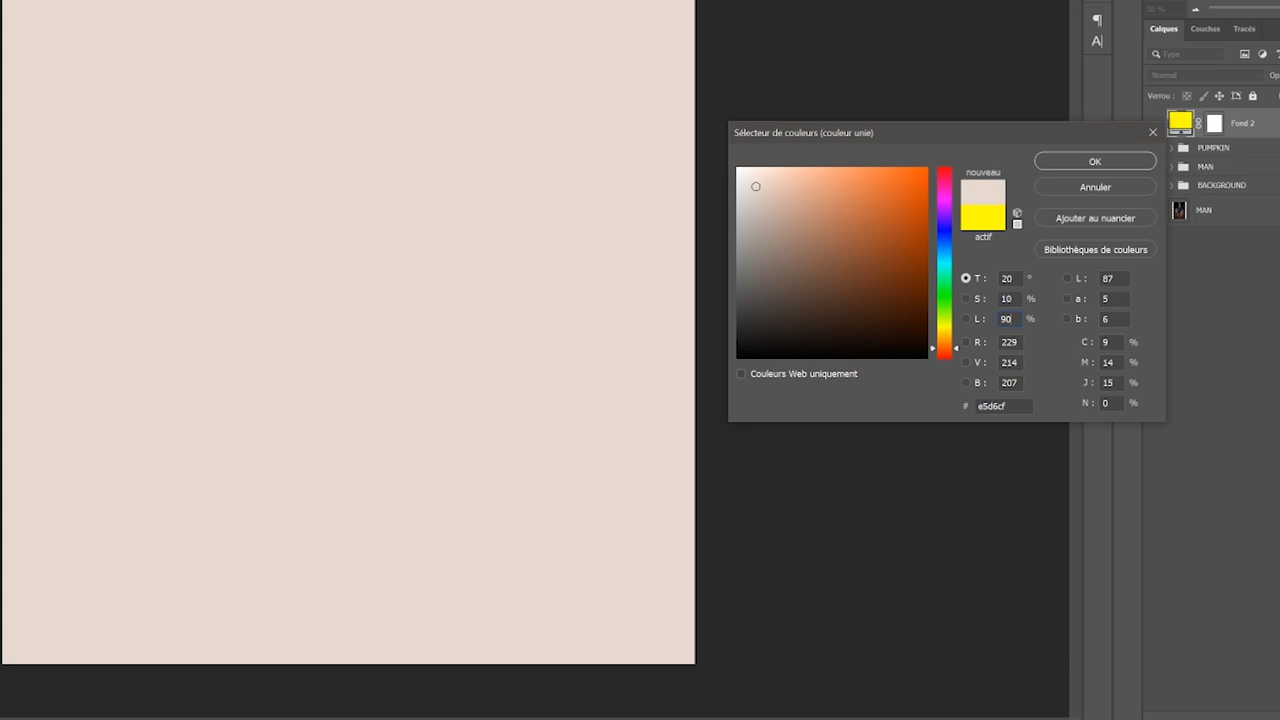 50 %
¶
A|
Calques Couches Tracés
Type
Normal Op
Verrou :
Fond 2
PUMPKIN
MAN
BACKGROUND
MAN
Sélecteur de couleurs (couleur unie)
nouveau
actif
OK
Annuler
Ajouter au nuancier
Bibliothèques de couleurs
T : 20 ° L : 87
S : 10 % a : 5
L : 90 % b : 6
R : 229 C : 9 %
V : 214 M : 14 %
B : 207 J : 15 %
# e5d6cf N : 0 %
Couleurs Web uniquement